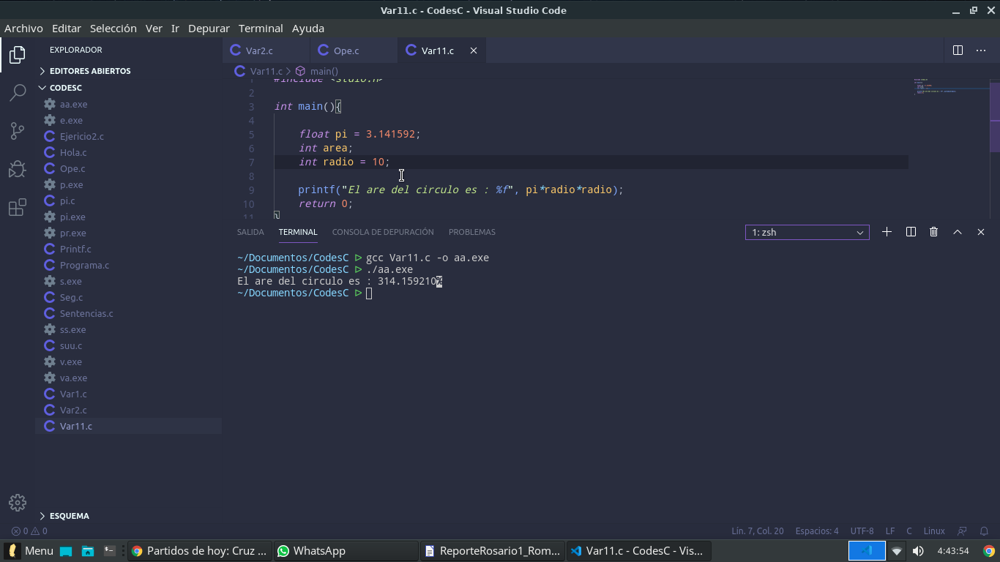 Var11.c - CodesC - Visual Studio Code
Archivo Editar Selección Ver Ir Depurar Terminal Ayuda
EXPLORADOR
EDITORES ABIERTOS
CODESC
aa.exe
e.exe
Ejericio2.c
Hola.c
Ope.c
p.exe
pi.c
pi.exe
pr.exe
Printf.c
Programa.c
s.exe
Seg.c
Sentencias.c
ss.exe
suu.c
v.exe
va.exe
Var1.c
Var2.c
Var11.c
ESQUEMA
Var2.c Ope.c Var11.c
Var11.c > main()
1 #include <stdio.h>
2
3 int main(){
4
5 float pi = 3.141592;
6 int area;
7 int radio = 10;
8
9 printf("El are del circulo es : %f", pi*radio*radio);
10 return 0;
11 }
SALIDA TERMINAL CONSOLA DE DEPURACIÓN PROBLEMAS
1: zsh
~/Documentos/CodesC ▷ gcc Var11.c -o aa.exe
~/Documentos/CodesC ▷ ./aa.exe
El are del circulo es : 314.159210%
~/Documentos/CodesC ▷
0 0 Lín. 7, Col. 20 Espacios: 4 UTF-8 LF C Linux
Menu Partidos de hoy: Cruz ... WhatsApp ReporteRosario1_Rom... Var11.c - CodesC - Vis... 4:43:54